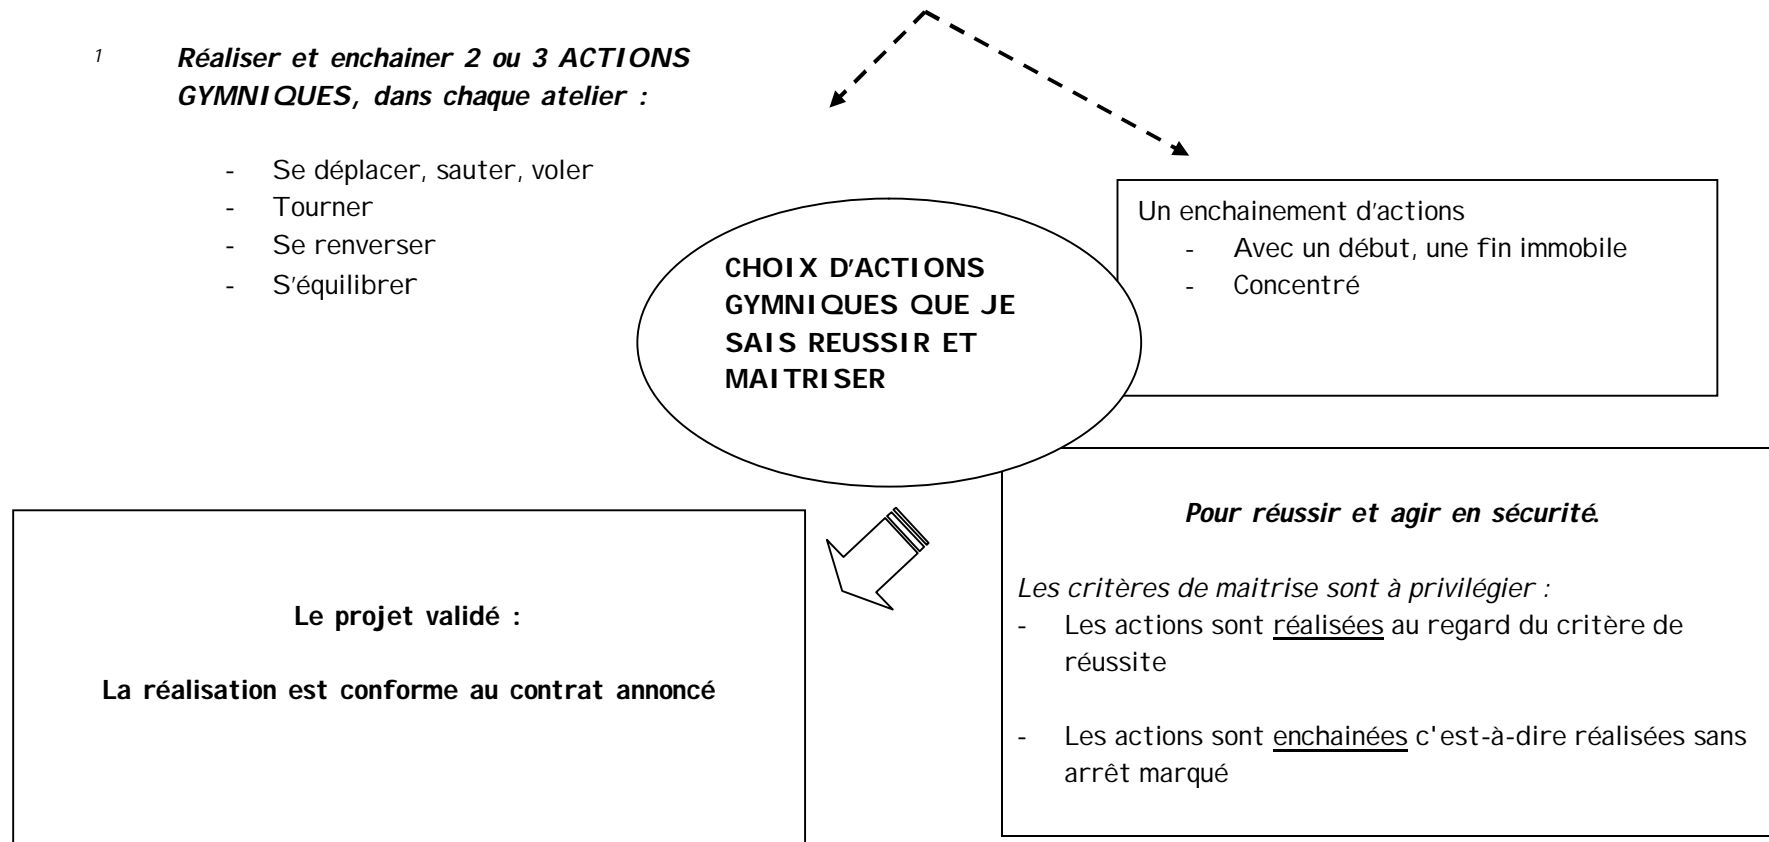 1 Réaliser et enchainer 2 ou 3 ACTIONS
GYMNIQUES, dans chaque atelier :
- Se déplacer, sauter, voler
- Tourner
- Se renverser
- S'équilibrer
CHOIX D'ACTIONS
GYMNIQUES QUE JE
SAIS REUSSIR ET
MAITRISER
Un enchainement d'actions
- Avec un début, une fin immobile
- Concentré
Pour réussir et agir en sécurité.
Les critères de maitrise sont à privilégier :
- Les actions sont réalisées au regard du critère de
réussite
- Les actions sont enchainées c'est-à-dire réalisées sans
arrêt marqué
Le projet validé :
La réalisation est conforme au contrat annoncé